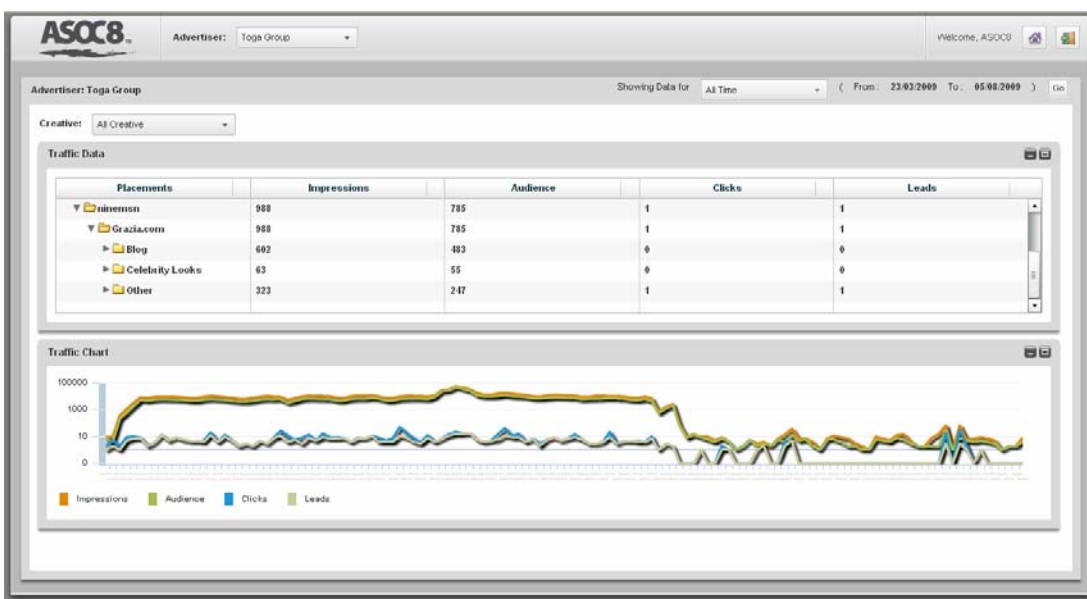 ASOC8™ Advertiser: Toga Group Welcome, ASOC8
Advertiser: Toga Group Showing Data for All Time ( From: 23/03/2009 To: 05/08/2009 ) Go
Creative: All Creative
Traffic Data
Placements Impressions Audience Clicks Leads
ninemsn 988 785 1 1
Grazia.com 988 785 1 1
Blog 602 483 0 0
Celebrity Looks 63 55 0 0
Other 323 247 1 1
Traffic Chart
100000
1000
10
0
Impressions Audience Clicks Leads